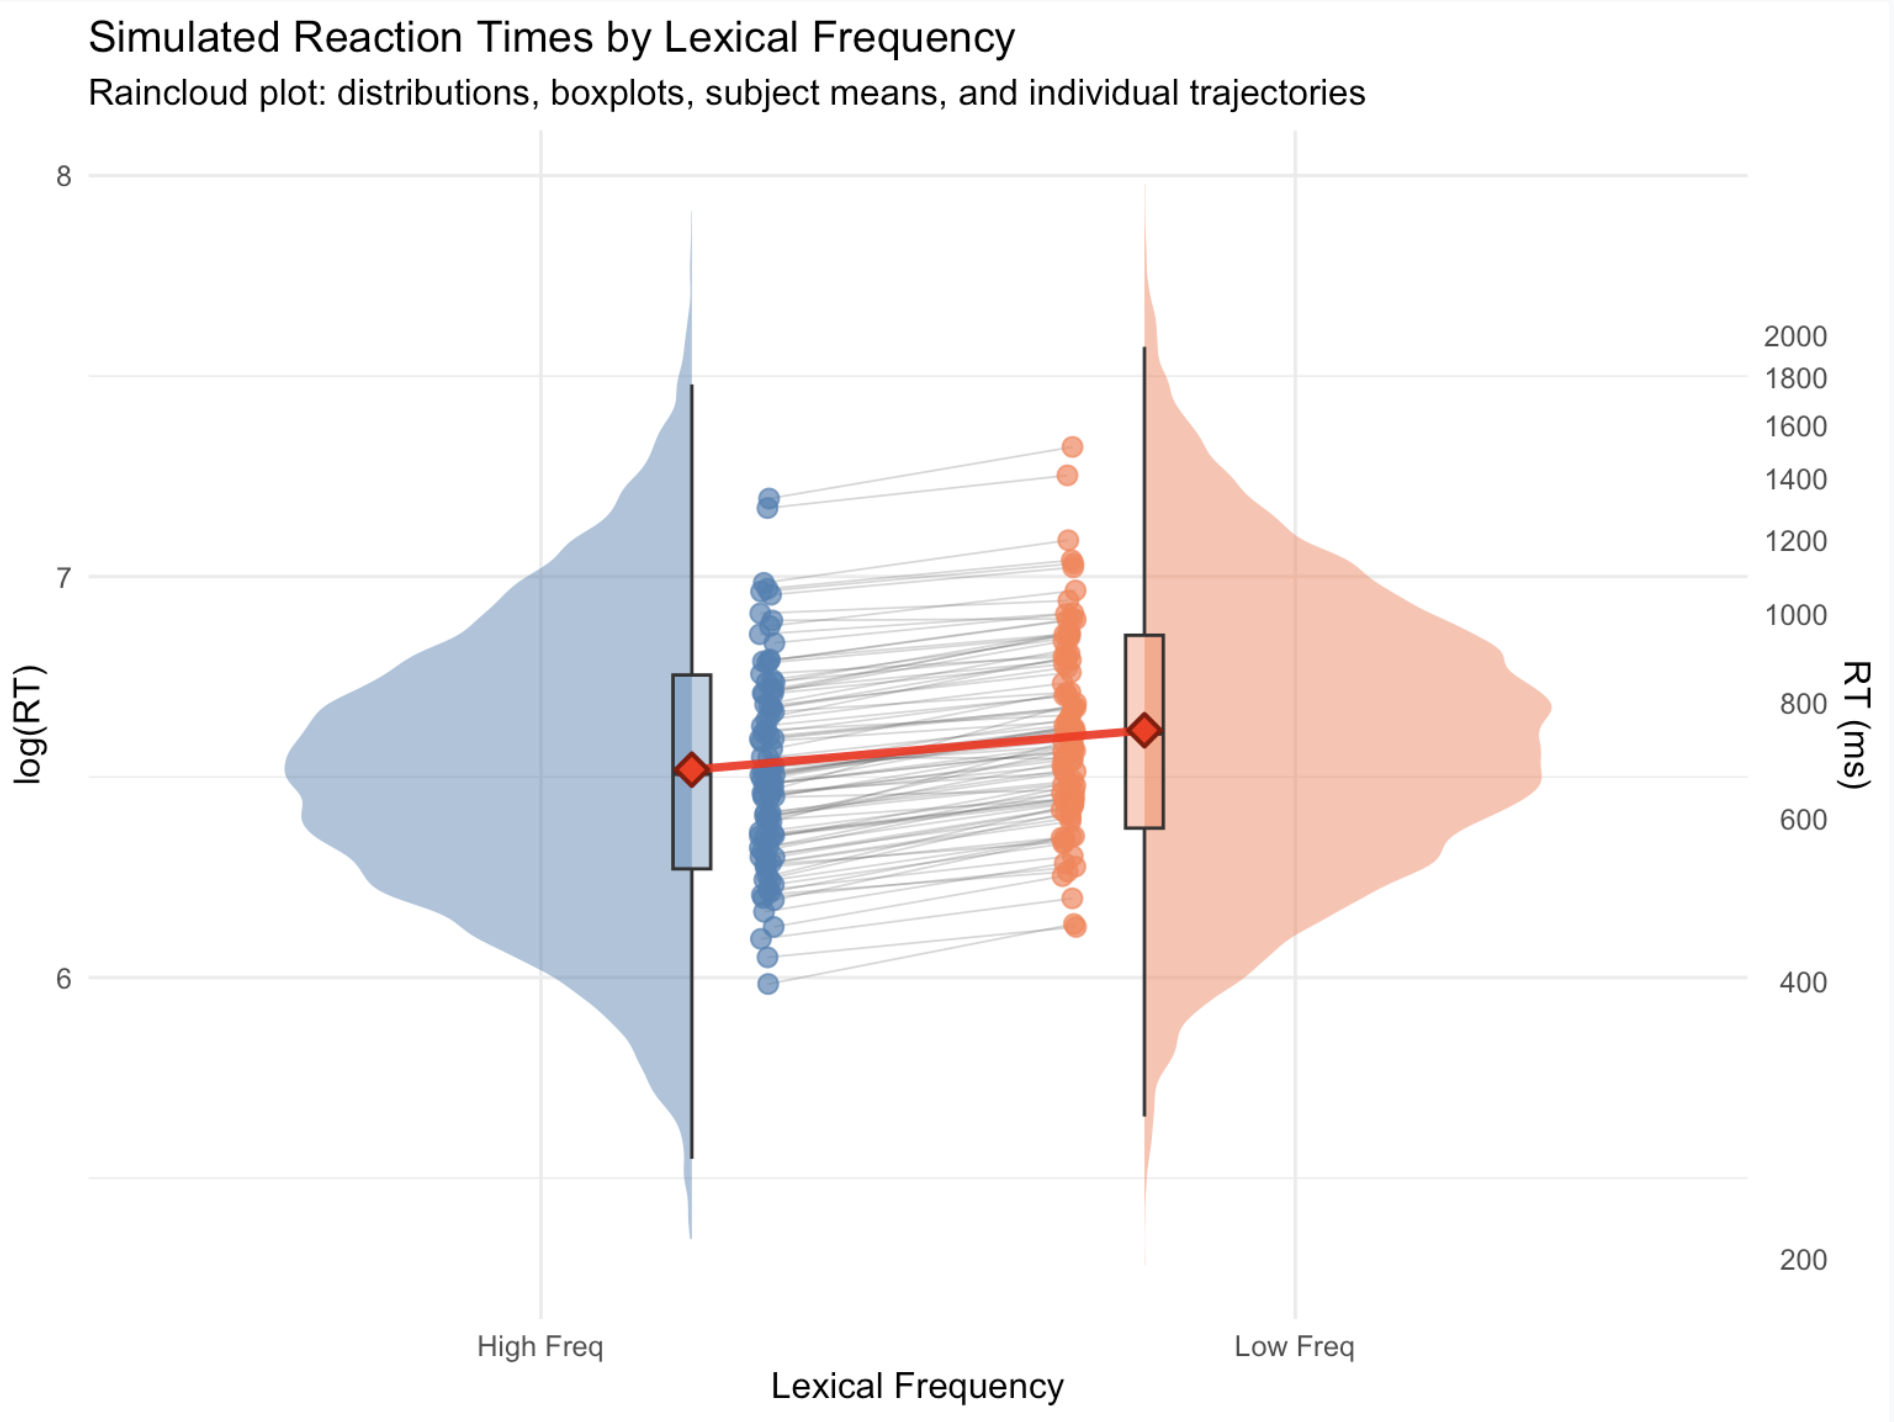 Simulated Reaction Times by Lexical Frequency
Raincloud plot: distributions, boxplots, subject means, and individual trajectories
8
7
6
log(RT)
2000
1800
1600
1400
1200
1000
800
600
400
200
RT (ms)
High Freq
Low Freq
Lexical Frequency